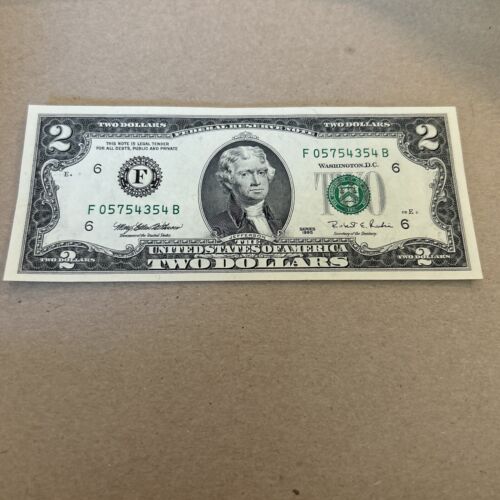 2 TWO DOLLARS FEDERAL RESERVE NOTE TWO DOLLARS 2
THIS NOTE IS LEGAL TENDER
FOR ALL DEBTS, PUBLIC AND PRIVATE
F 05754354 B
WASHINGTON, D.C.
6 F TWO 6
F 05754354 B
6 6
SERIES
1995
Robert E. Rubin
Treasurer of the United States.
Secretary of the Treasury.
JEFFERSON
THE
UNITED STATES OF AMERICA
TWO DOLLARS TWO DOLLARS TWO DOLLARS
2 2